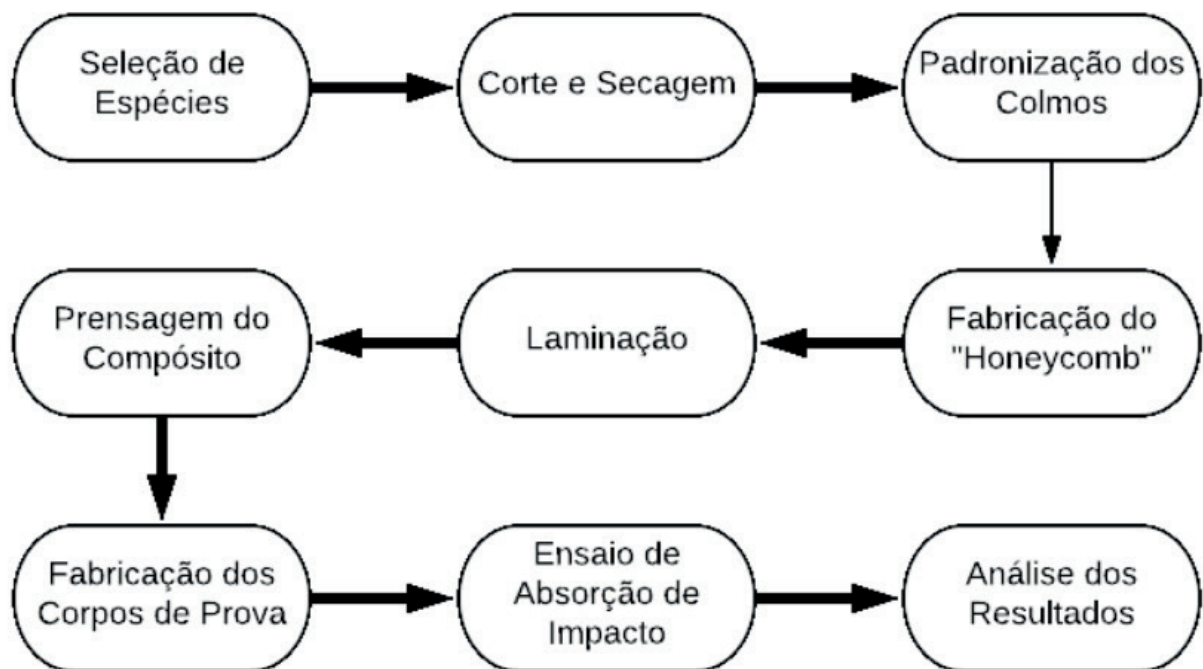 Seleção de
Espécies
Corte e Secagem
Padronização dos
Colmos
Fabricação do
"Honeycomb"
Laminação
Prensagem do
Compósito
Fabricação dos
Corpos de Prova
Ensaio de
Absorção de
Impacto
Análise dos
Resultados